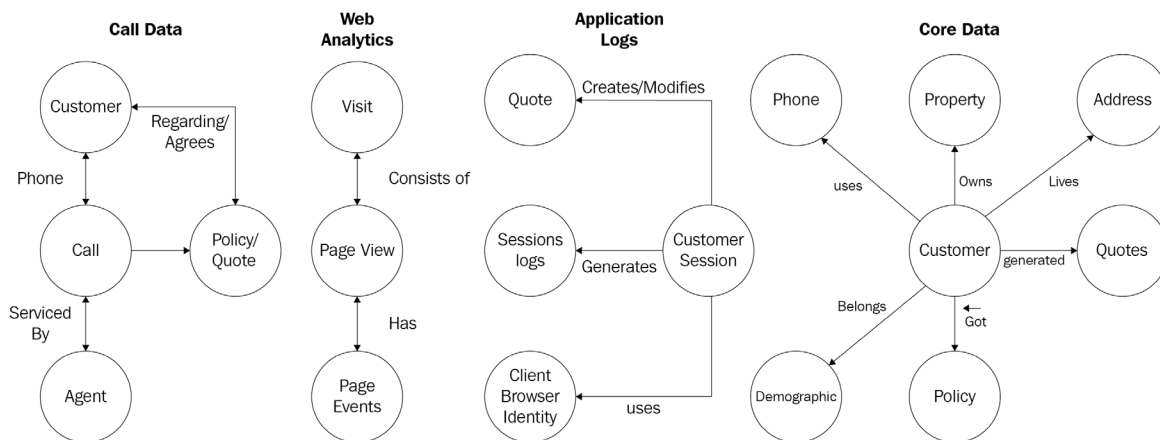 Call Data
Customer
Regarding/
Agrees
Phone
Call
Policy/
Quote
Serviced
By
Agent
Web
Analytics
Visit
Consists of
Page View
Has
Page
Events
Application
Logs
Quote
Creates/Modifies
Sessions
logs
Generates
Customer
Session
Client
Browser
Identity
uses
Core Data
Phone
Property
Address
uses
Owns
Lives
Customer
generated
Quotes
Belongs
Got
Demographic
Policy